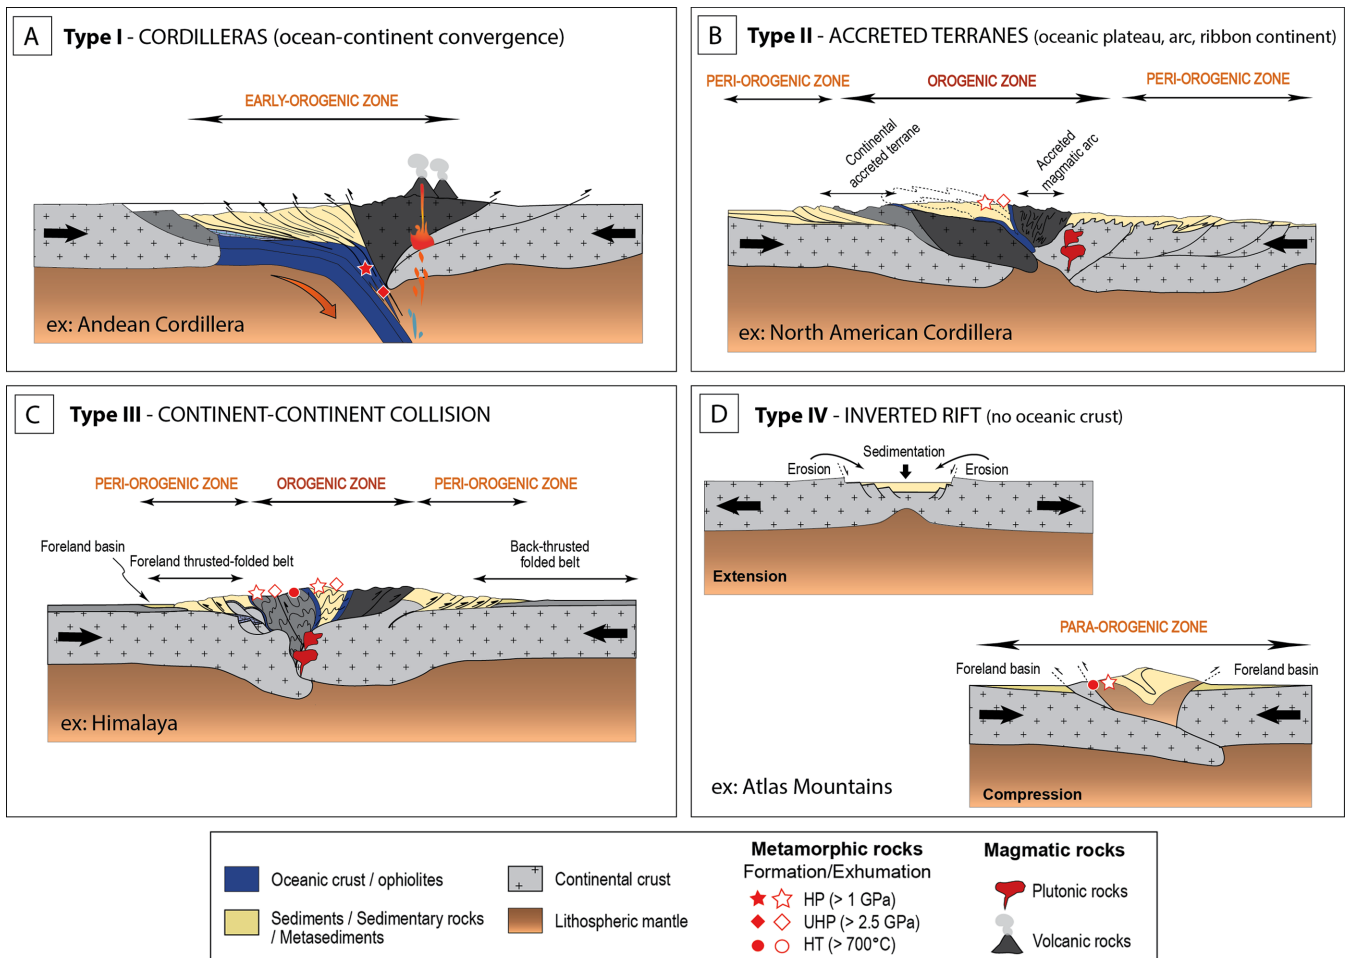 A
Type I - CORDILLERAS (ocean-continent convergence)
EARLY-OROGENIC ZONE
ex: Andean Cordillera
B
Type II - ACCRETED TERRANES (oceanic plateau, arc, ribbon continent)
PERI-OROGENIC ZONE
OROGENIC ZONE
PERI-OROGENIC ZONE
Continental
accreted terrane
Accreted
magmatic arc
ex: North American Cordillera
C
Type III - CONTINENT-CONTINENT COLLISION
PERI-OROGENIC ZONE
OROGENIC ZONE
PERI-OROGENIC ZONE
Foreland basin
Foreland thrusted-folded belt
Back-thrusted
folded belt
ex: Himalaya
D
Type IV - INVERTED RIFT (no oceanic crust)
Sedimentation
Erosion
Erosion
Extension
PARA-OROGENIC ZONE
Foreland basin
Foreland basin
Compression
ex: Atlas Mountains
Oceanic crust / ophiolites
Sediments / Sedimentary rocks
/ Metasediments
Continental crust
Lithospheric mantle
Metamorphic rocks
Formation/Exhumation
HP (> 1 GPa)
UHP (> 2.5 GPa)
HT (> 700°C)
Magmatic rocks
Plutonic rocks
Volcanic rocks